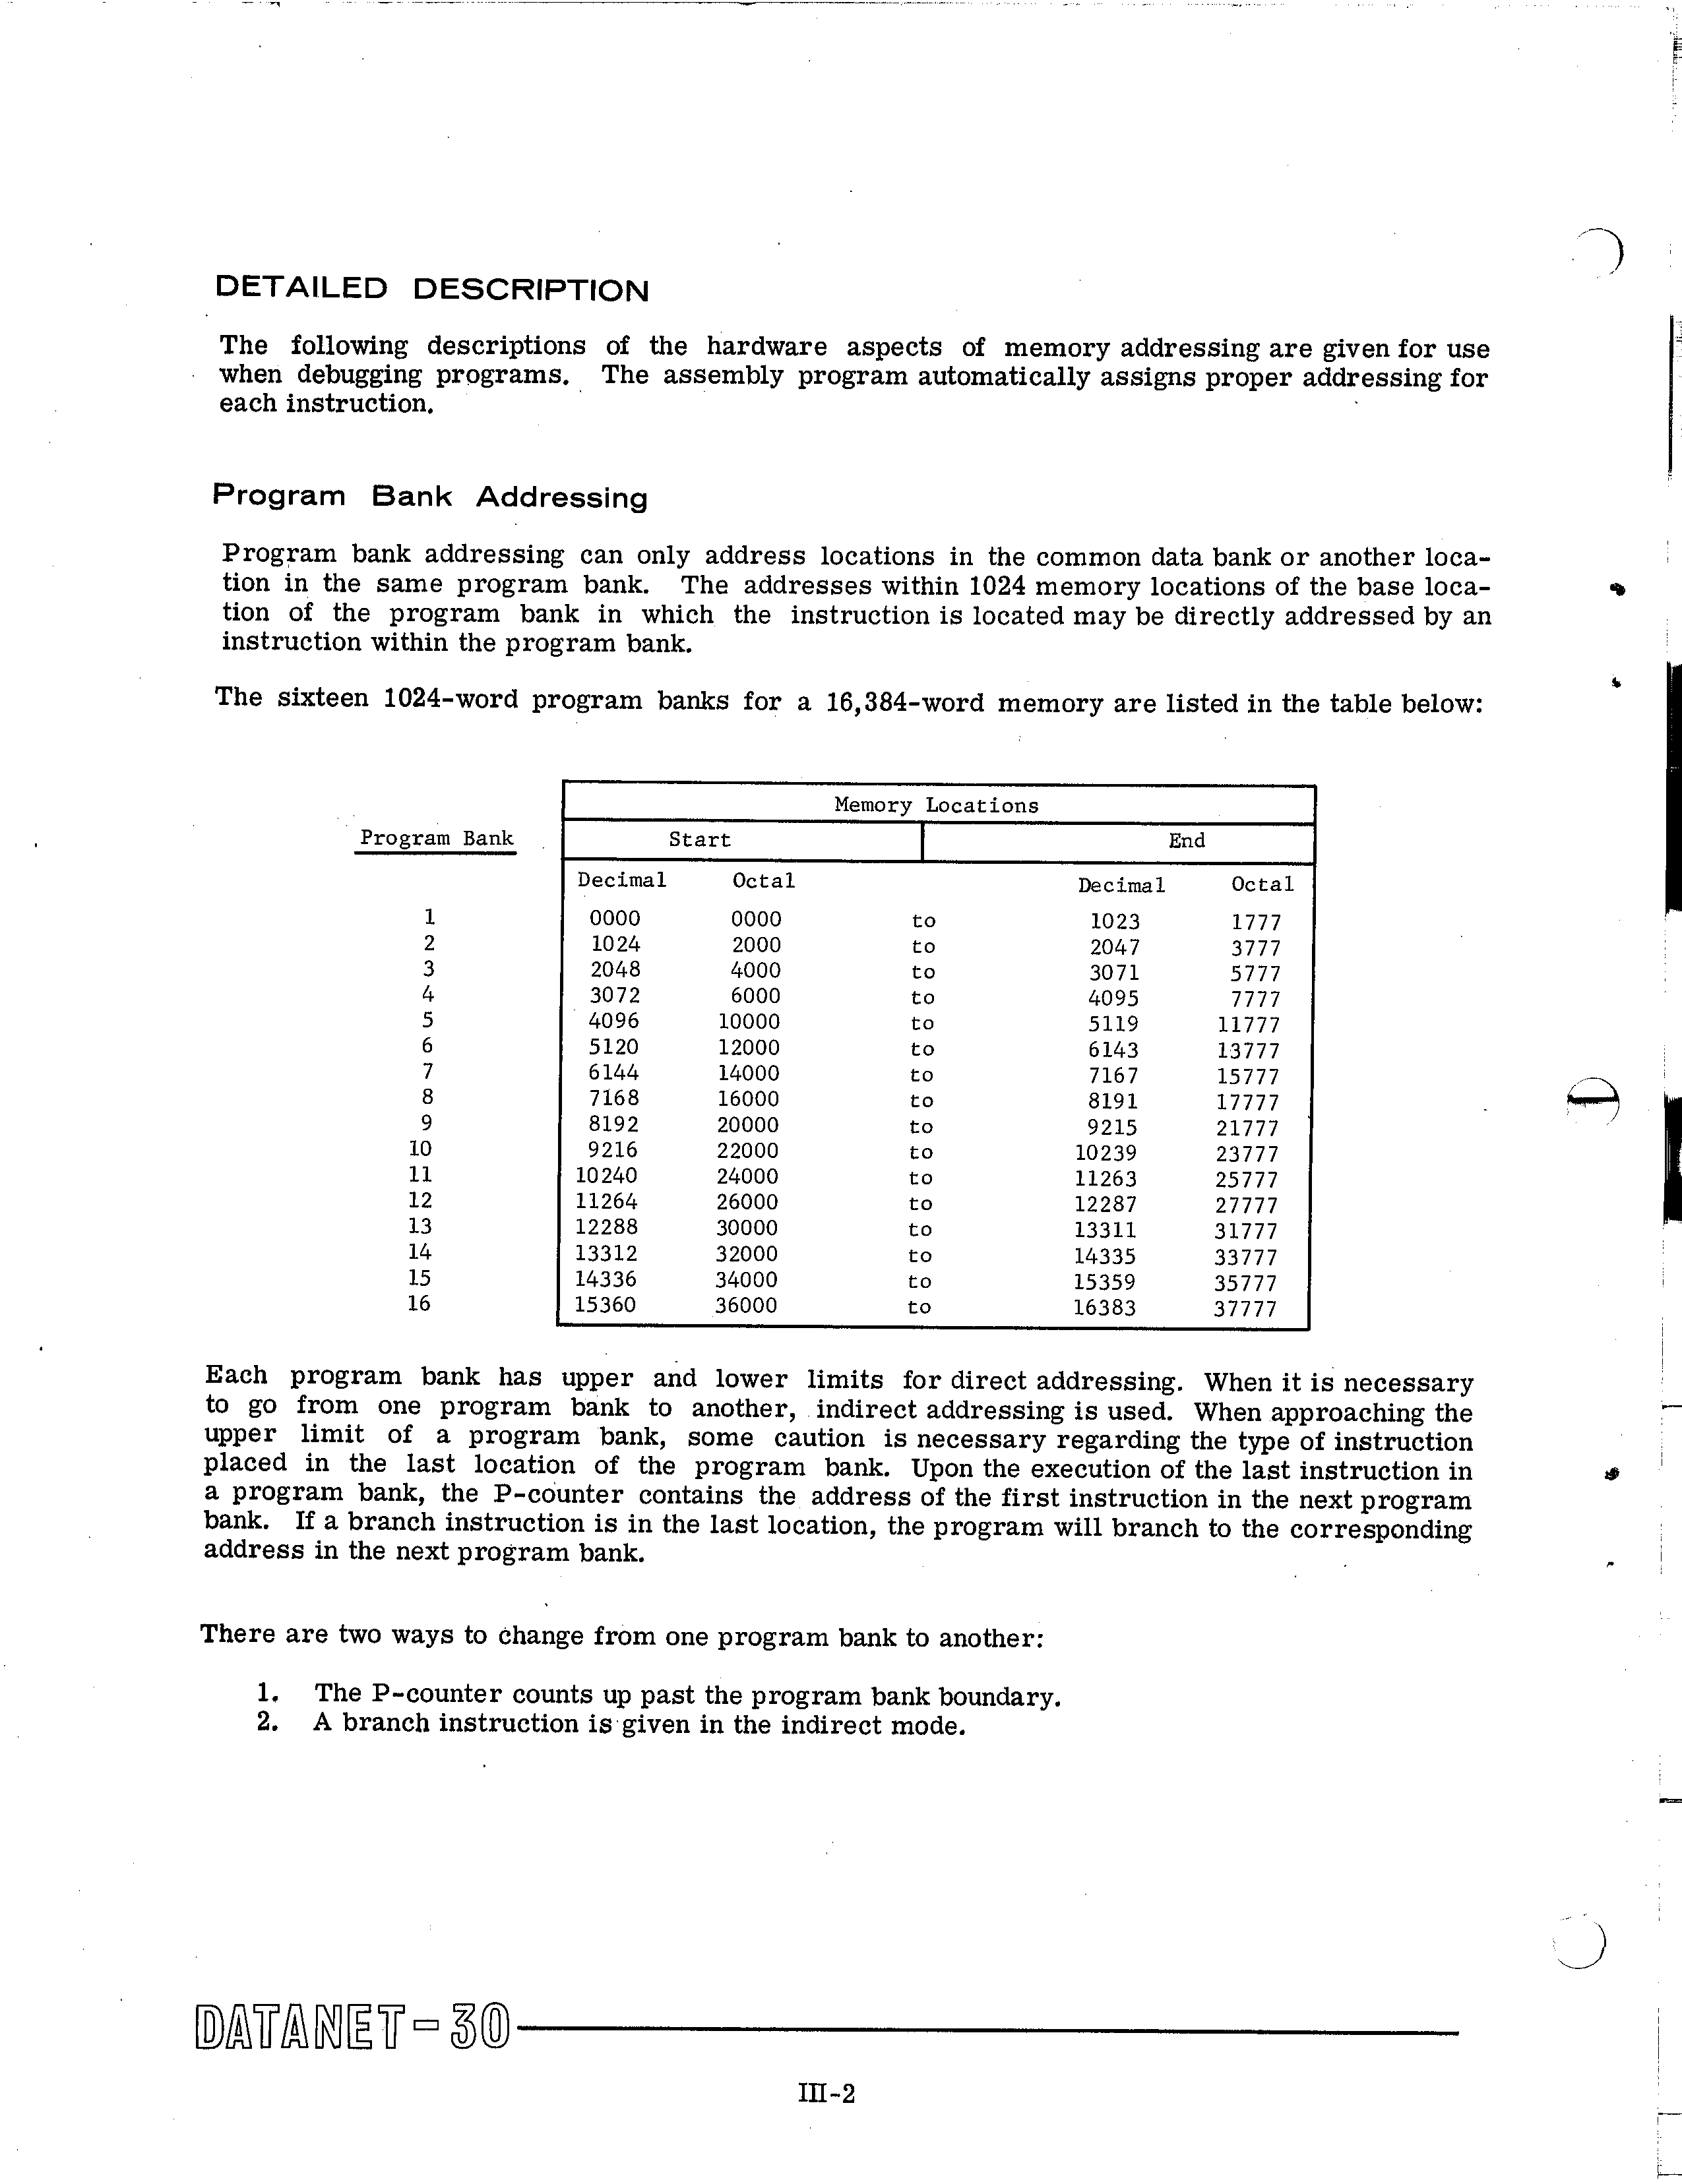 DETAILED DESCRIPTION
The following descriptions of the hardware aspects of memory addressing are given for use
when debugging programs. The assembly program automatically assigns proper addressing for
each instruction.
Program Bank Addressing
Program bank addressing can only address locations in the common data bank or another loca-
tion in the same program bank. The addresses within 1024 memory locations of the base loca-
tion of the program bank in which the instruction is located may be directly addressed by an
instruction within the program bank.
The sixteen 1024-word program banks for a 16,384-word memory are listed in the table below:
Memory Locations
Program Bank Start End
Decimal Octal Decimal Octal
1 0000 0000 to 1023 1777
2 1024 2000 to 2047 3777
3 2048 4000 to 3071 5777
4 3072 6000 to 4095 7777
5 4096 10000 to 5119 11777
6 5120 12000 to 6143 13777
7 6144 14000 to 7167 15777
8 7168 16000 to 8191 17777
9 8192 20000 to 9215 21777
10 9216 22000 to 10239 23777
11 10240 24000 to 11263 25777
12 11264 26000 to 12287 27777
13 12288 30000 to 13311 31777
14 13312 32000 to 14335 33777
15 14336 34000 to 15359 35777
16 15360 36000 to 16383 37777
Each program bank has upper and lower limits for direct addressing. When it is necessary
to go from one program bank to another, indirect addressing is used. When approaching the
upper limit of a program bank, some caution is necessary regarding the type of instruction
placed in the last location of the program bank. Upon the execution of the last instruction in
a program bank, the P-counter contains the address of the first instruction in the next program
bank. If a branch instruction is in the last location, the program will branch to the corresponding
address in the next program bank.
There are two ways to change from one program bank to another:
1. The P-counter counts up past the program bank boundary.
2. A branch instruction is given in the indirect mode.
DATANET-30
III-2